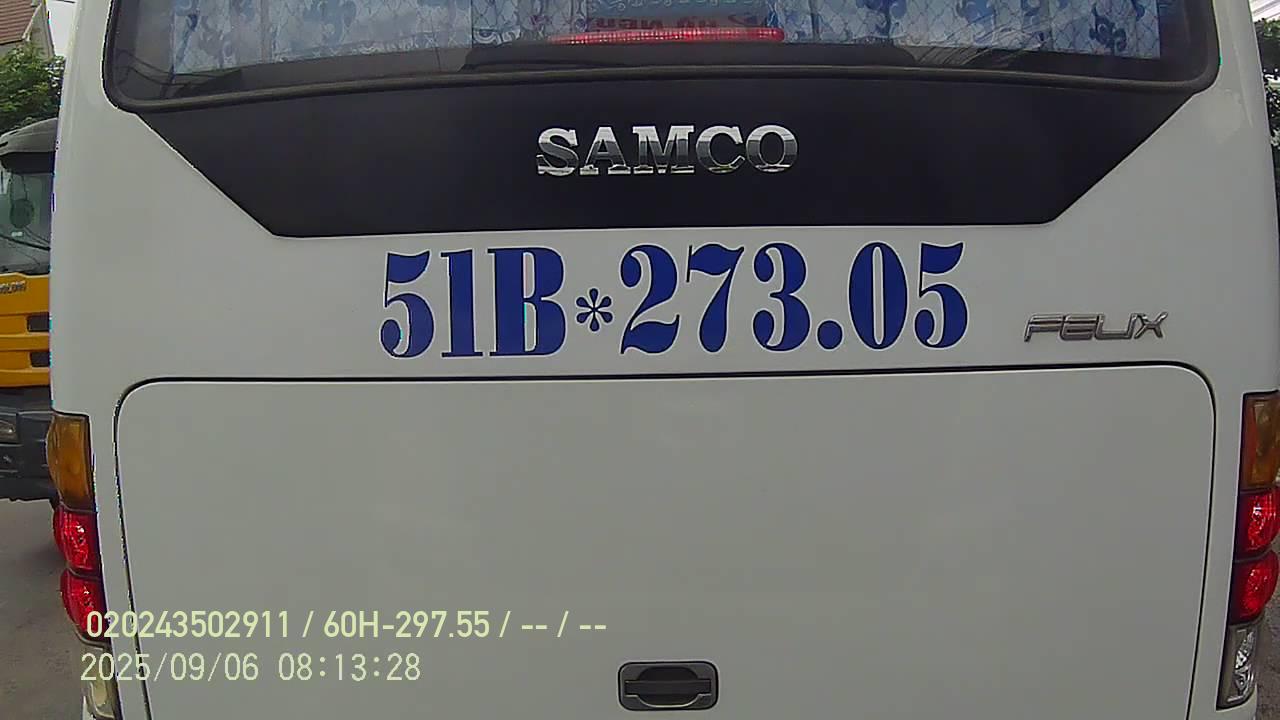 SAMCO
51B*273.05
FELIX
020243502911 / 60H-297.55 / -- / --
2025/09/06 08:13:28